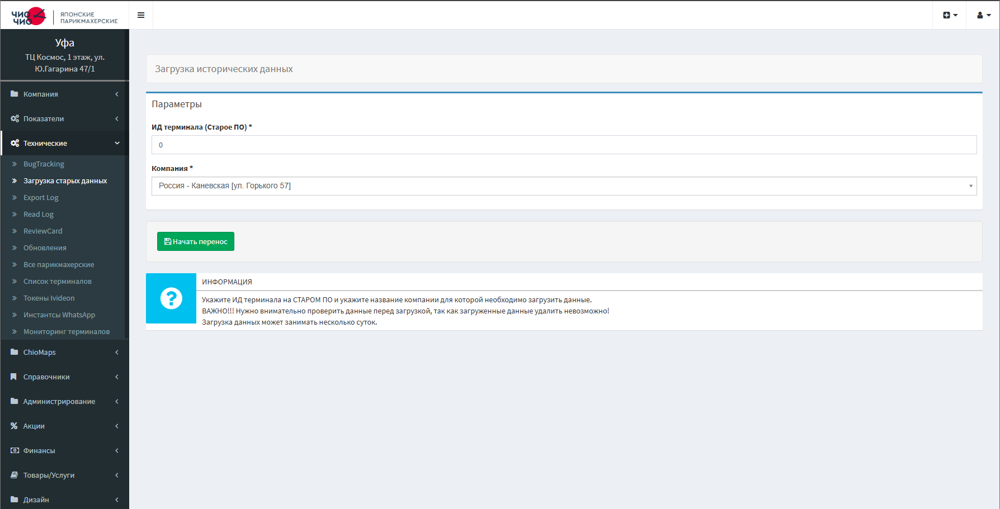 ЧИО
ЧИО
ЯПОНСКИЕ
ПАРИКМАХЕРСКИЕ
Уфа
ТЦ Космос, 1 этаж, ул.
Ю.Гагарина 47/1
Компания
Показатели
Технические
BugTracking
Загрузка старых данных
Export Log
Read Log
ReviewCard
Обновления
Все парикмахерские
Список терминалов
Токены Ivideon
Инстантсы WhatsApp
Мониторинг терминалов
ChioMaps
Справочники
Администрирование
Акции
Финансы
Товары/Услуги
Дизайн
Загрузка исторических данных
Параметры
ИД терминала (Старое ПО) *
0
Компания *
Россия - Каневская [ул. Горького 57]
Начать перенос
ИНФОРМАЦИЯ
Укажите ИД терминала на СТАРОМ ПО и укажите название компании для которой необходимо загрузить данные.
ВАЖНО!!! Нужно внимательно проверить данные перед загрузкой, так как загруженные данные удалить невозможно!
Загрузка данных может занимать несколько суток.